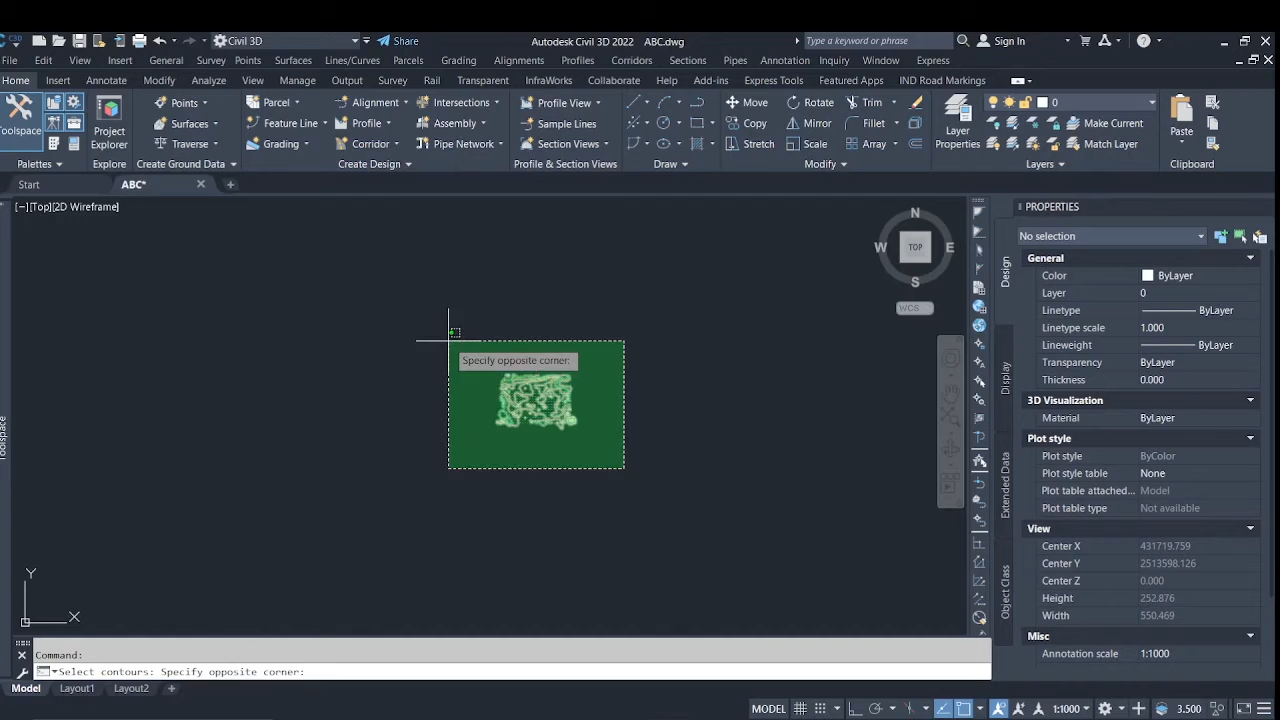 C3D Civil 3D Share Autodesk Civil 3D 2022 ABC.dwg Type a keyword or phrase Sign In
File Edit View Insert General Survey Points Surfaces Lines/Curves Parcels Grading Alignments Profiles Corridors Sections Pipes Annotation Inquiry Window Express
Home Insert Annotate Modify Analyze View Manage Output Survey Rail Transparent InfraWorks Collaborate Help Add-ins Express Tools Featured Apps IND Road Markings
Points Parcel Alignment Intersections Profile View Move Rotate Trim 0
Toolspace Project Explorer Surfaces Feature Line Profile Assembly Sample Lines Copy Mirror Fillet Layer Properties Make Current Paste
Traverse Grading Corridor Pipe Network Section Views Stretch Scale Array Match Layer
Palettes Explore Create Ground Data Create Design Profile & Section Views Draw Modify Layers Clipboard
Start ABC*
[−][Top][2D Wireframe]
N
W TOP E
S
WCS
Specify opposite corner:
Toolspace
Y
X
PROPERTIES
No selection
Design
Display
Extended Data
Object Class
General
Color ByLayer
Layer 0
Linetype ByLayer
Linetype scale 1.000
Lineweight ByLayer
Transparency ByLayer
Thickness 0.000
3D Visualization
Material ByLayer
Plot style
Plot style ByColor
Plot style table None
Plot table attached... Model
Plot table type Not available
View
Center X 431719.759
Center Y 2513598.126
Center Z 0.000
Height 252.876
Width 550.469
Misc
Annotation scale 1:1000
Command:
Select contours: Specify opposite corner:
Model Layout1 Layout2
MODEL 1:1000 3.500